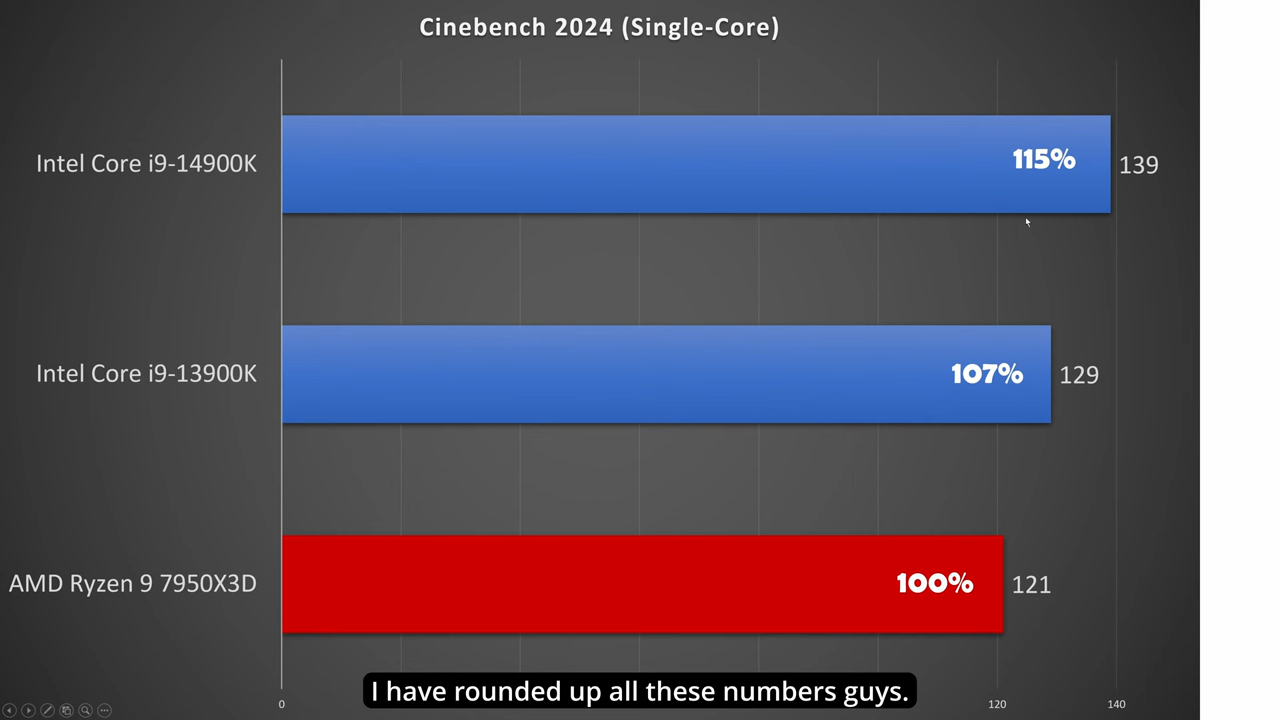 Cinebench 2024 (Single-Core)
Intel Core i9-14900K
115%
139
Intel Core i9-13900K
107%
129
AMD Ryzen 9 7950X3D
100%
121
I have rounded up all these numbers guys.
0
120
140